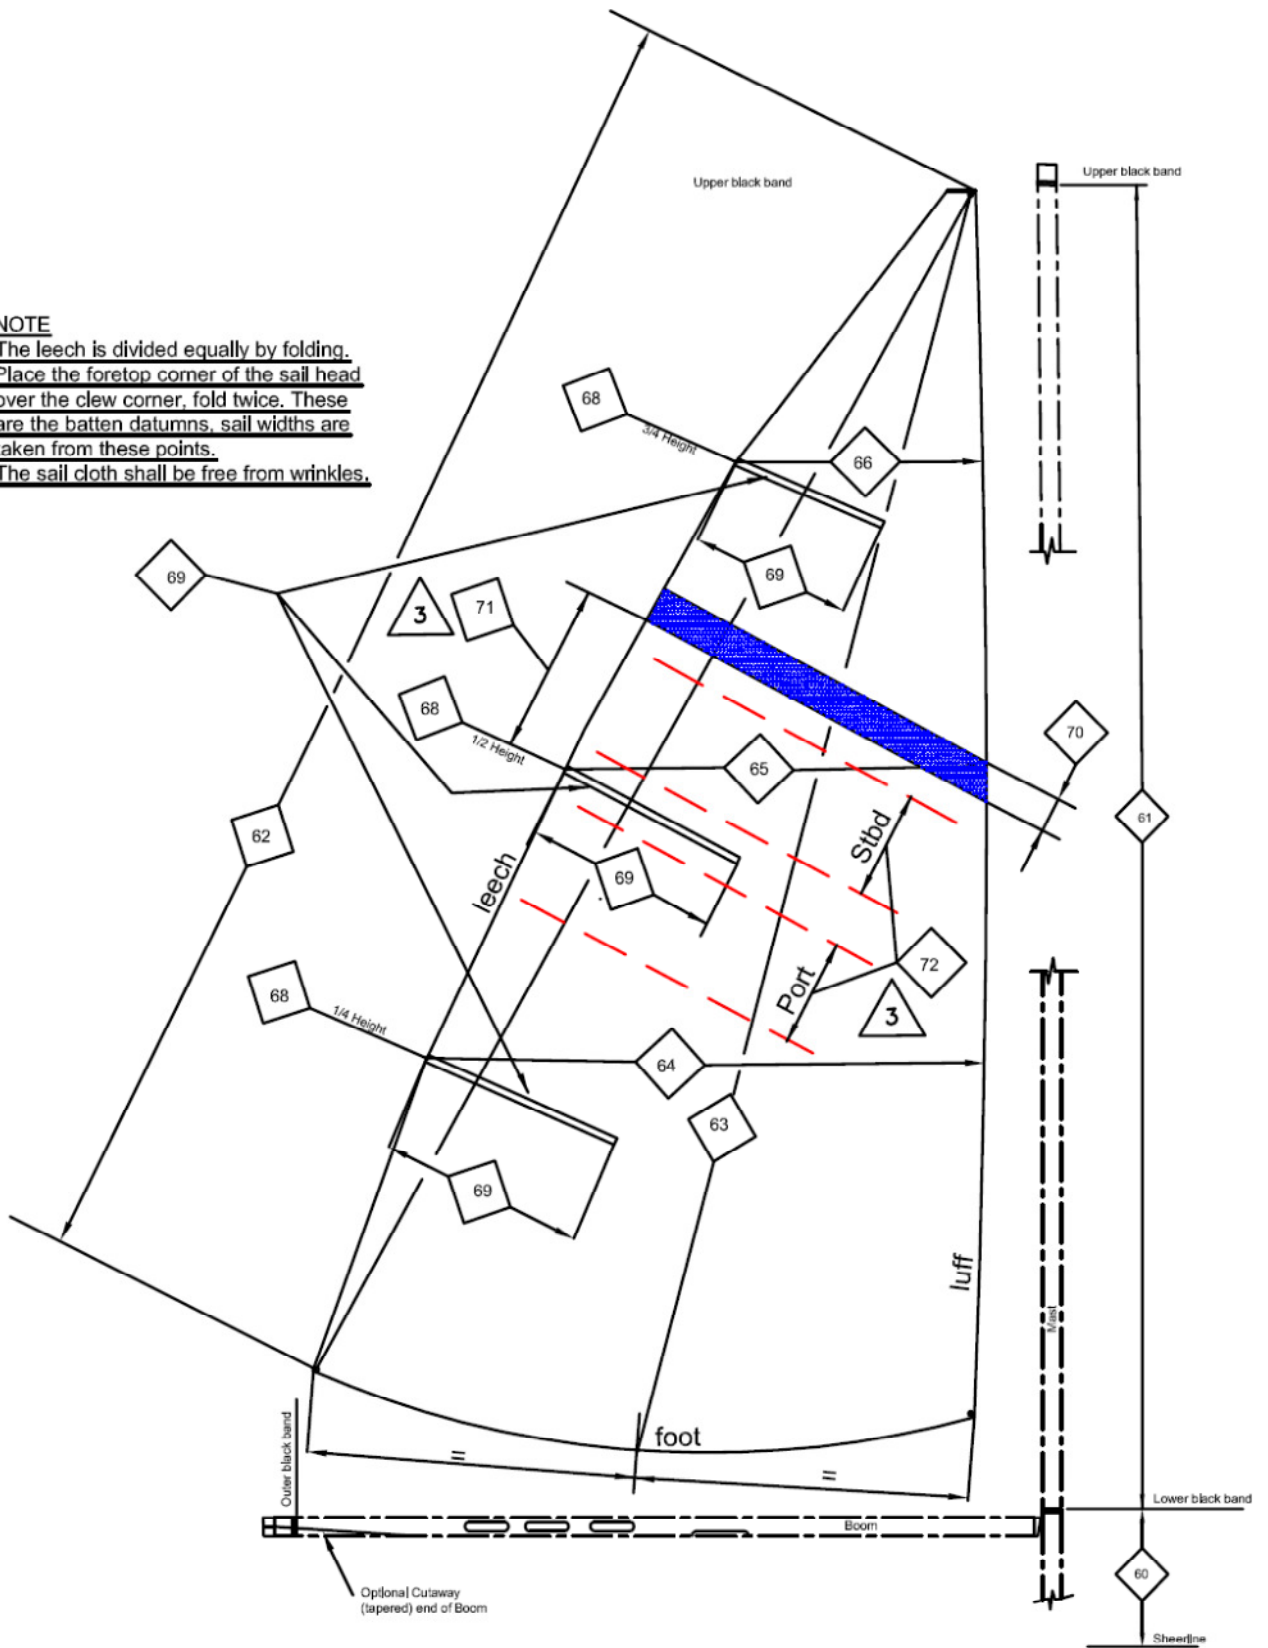 Upper black band
Upper black band
NOTE
The leech is divided equally by folding.
Place the foretop corner of the sail head
over the clew corner, fold twice. These
are the batten datumns, sail widths are
taken from these points.
The sail cloth shall be free from wrinkles.
68
3/4 Height
66
69
69
3
71
68
1/2 Height
70
65
61
62
Stbd
leech
69
72
Port
3
68
1/4 Height
64
63
69
luff
Mast
foot
=
=
Outer black band
Lower black band
Boom
60
Optional Cutaway
(tapered) end of Boom
Sheerline